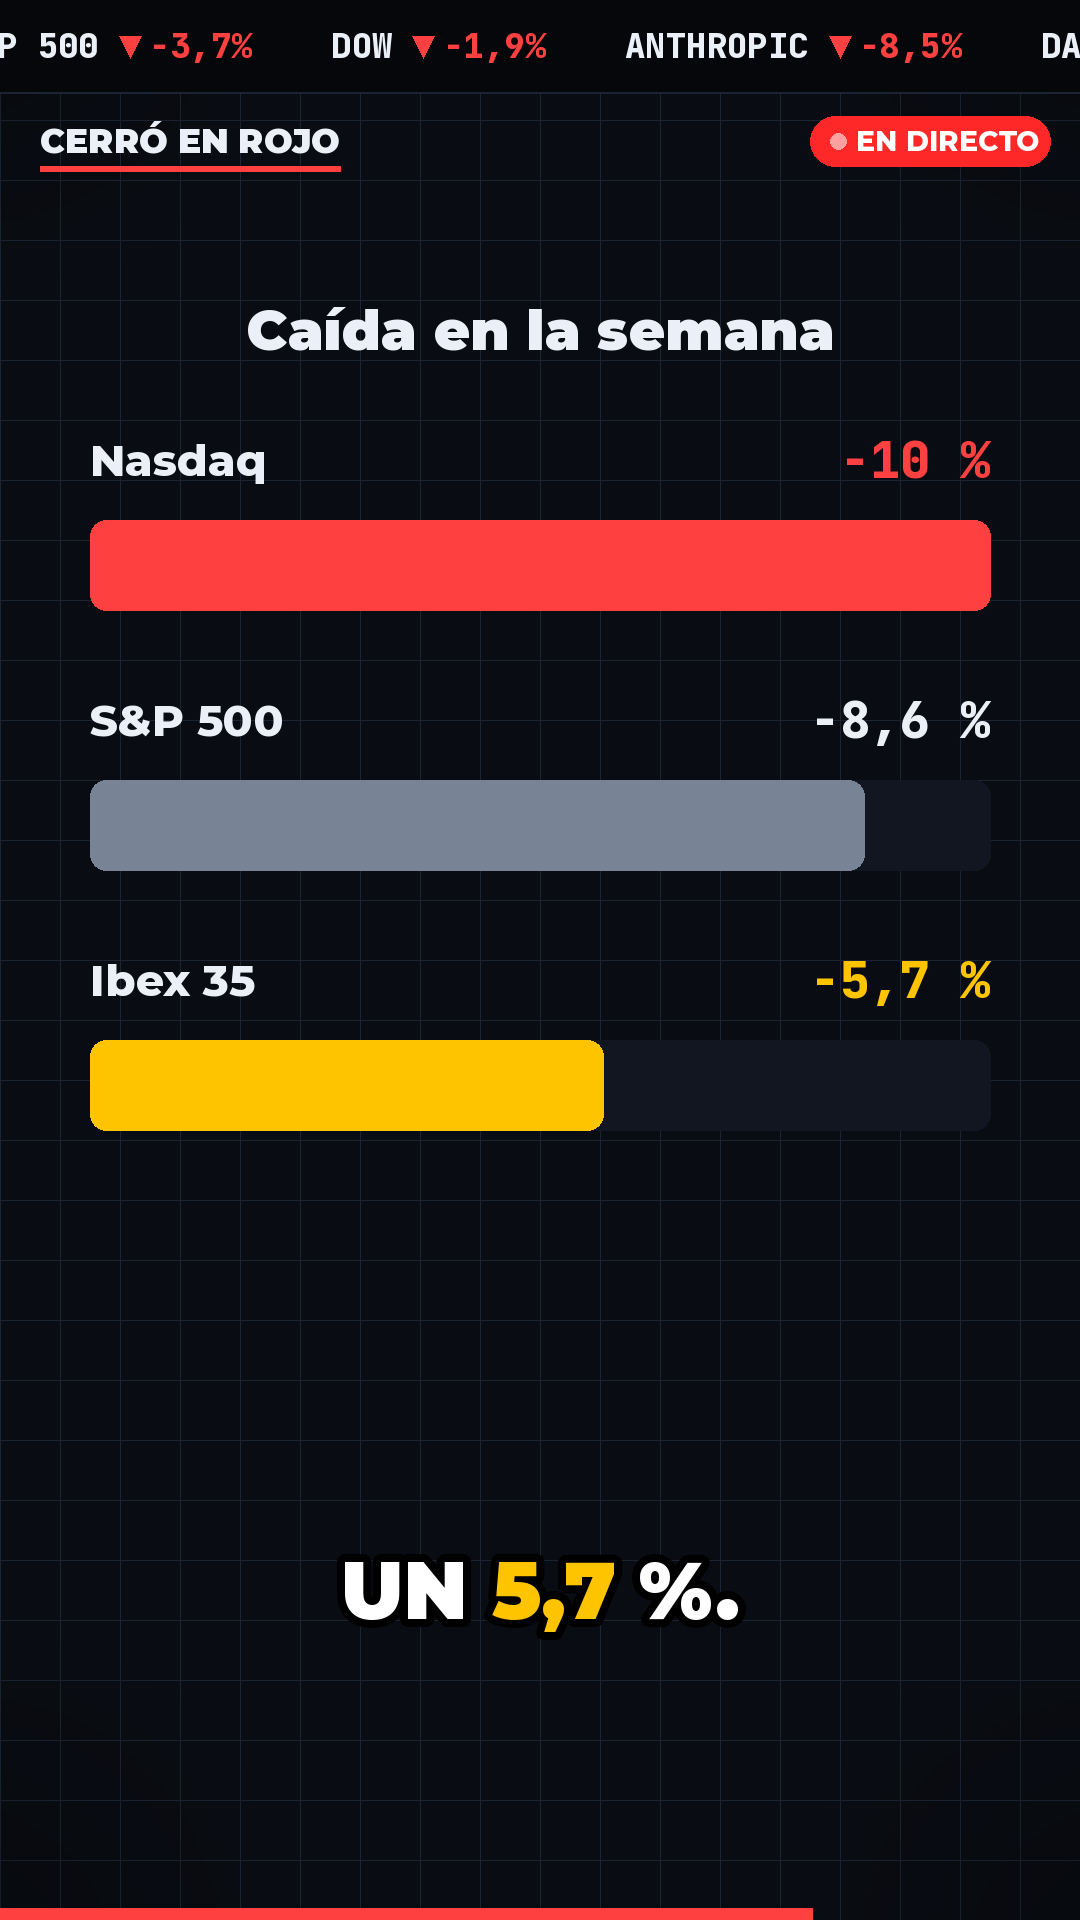 P 500 ▼-3,7% DOW ▼-1,9% ANTHROPIC ▼-8,5% DA
CERRÓ EN ROJO
EN DIRECTO
Caída en la semana
Nasdaq -10 %
S&P 500 -8,6 %
Ibex 35 -5,7 %
UN 5,7 %.